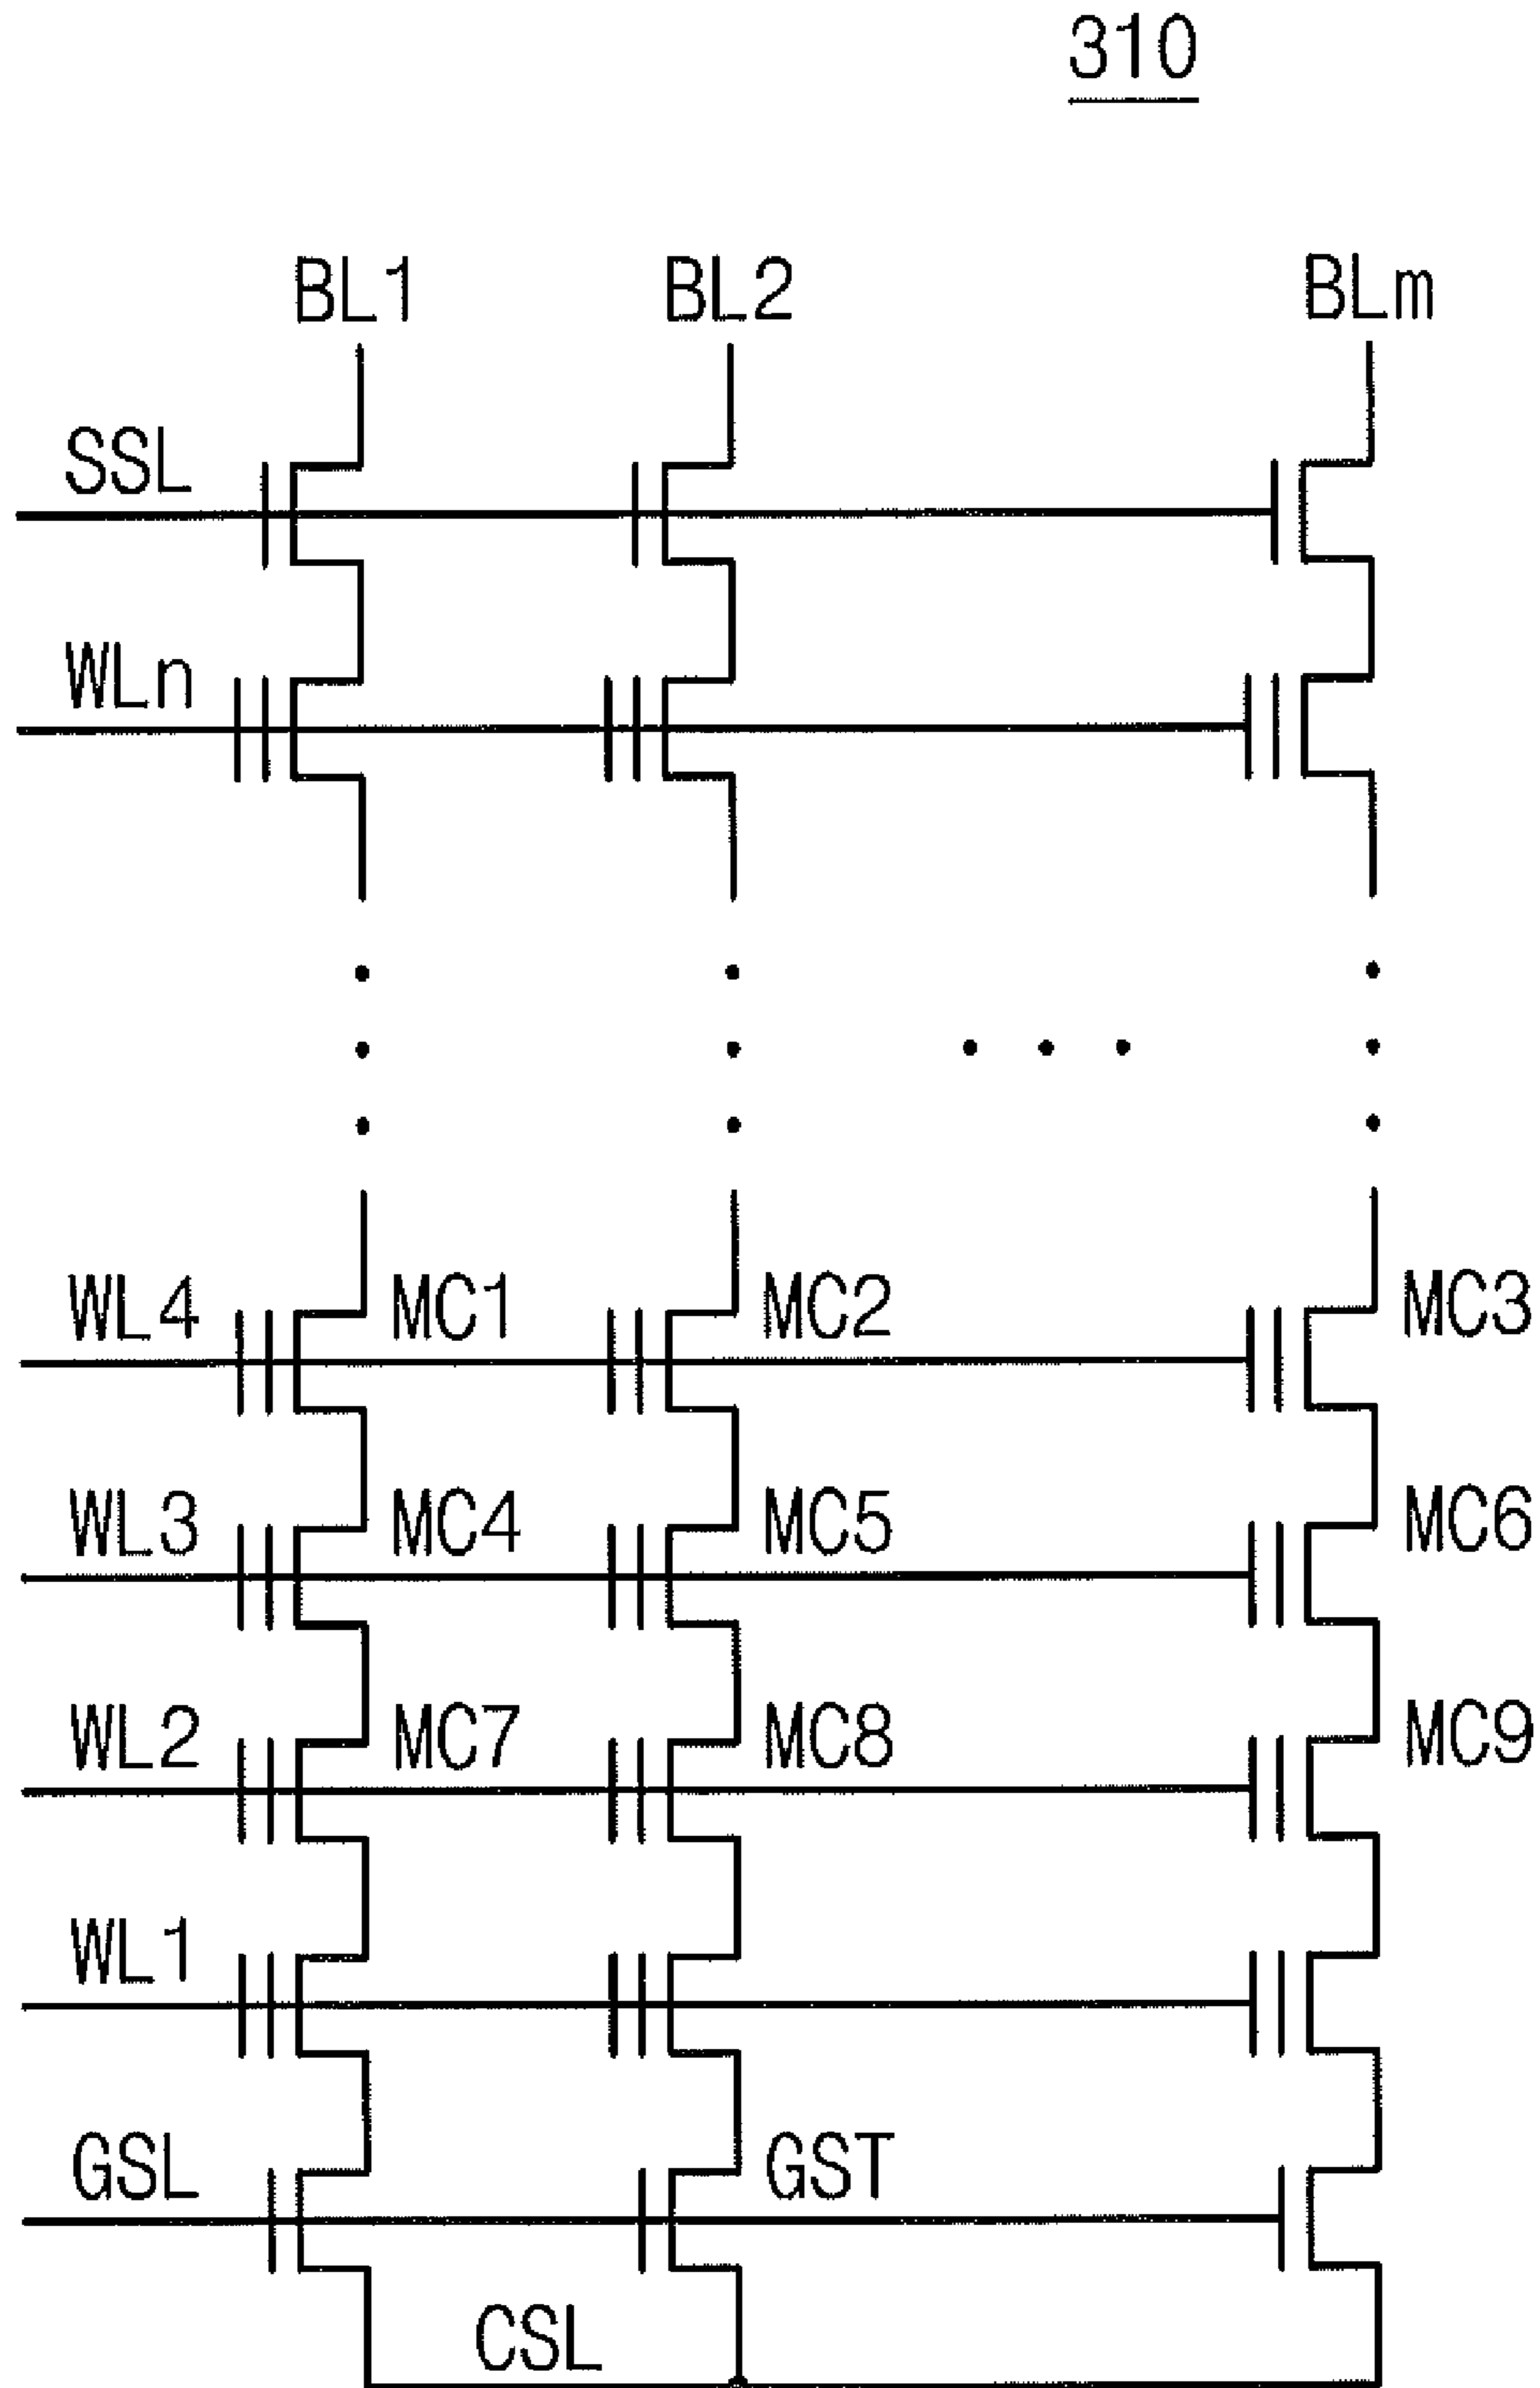 310
BL1 BL2 BLm
SSL
WLn
WL4 MC1 MC2 MC3
WL3 MC4 MC5 MC6
WL2 MC7 MC8 MC9
WL1
GSL GST
CSL